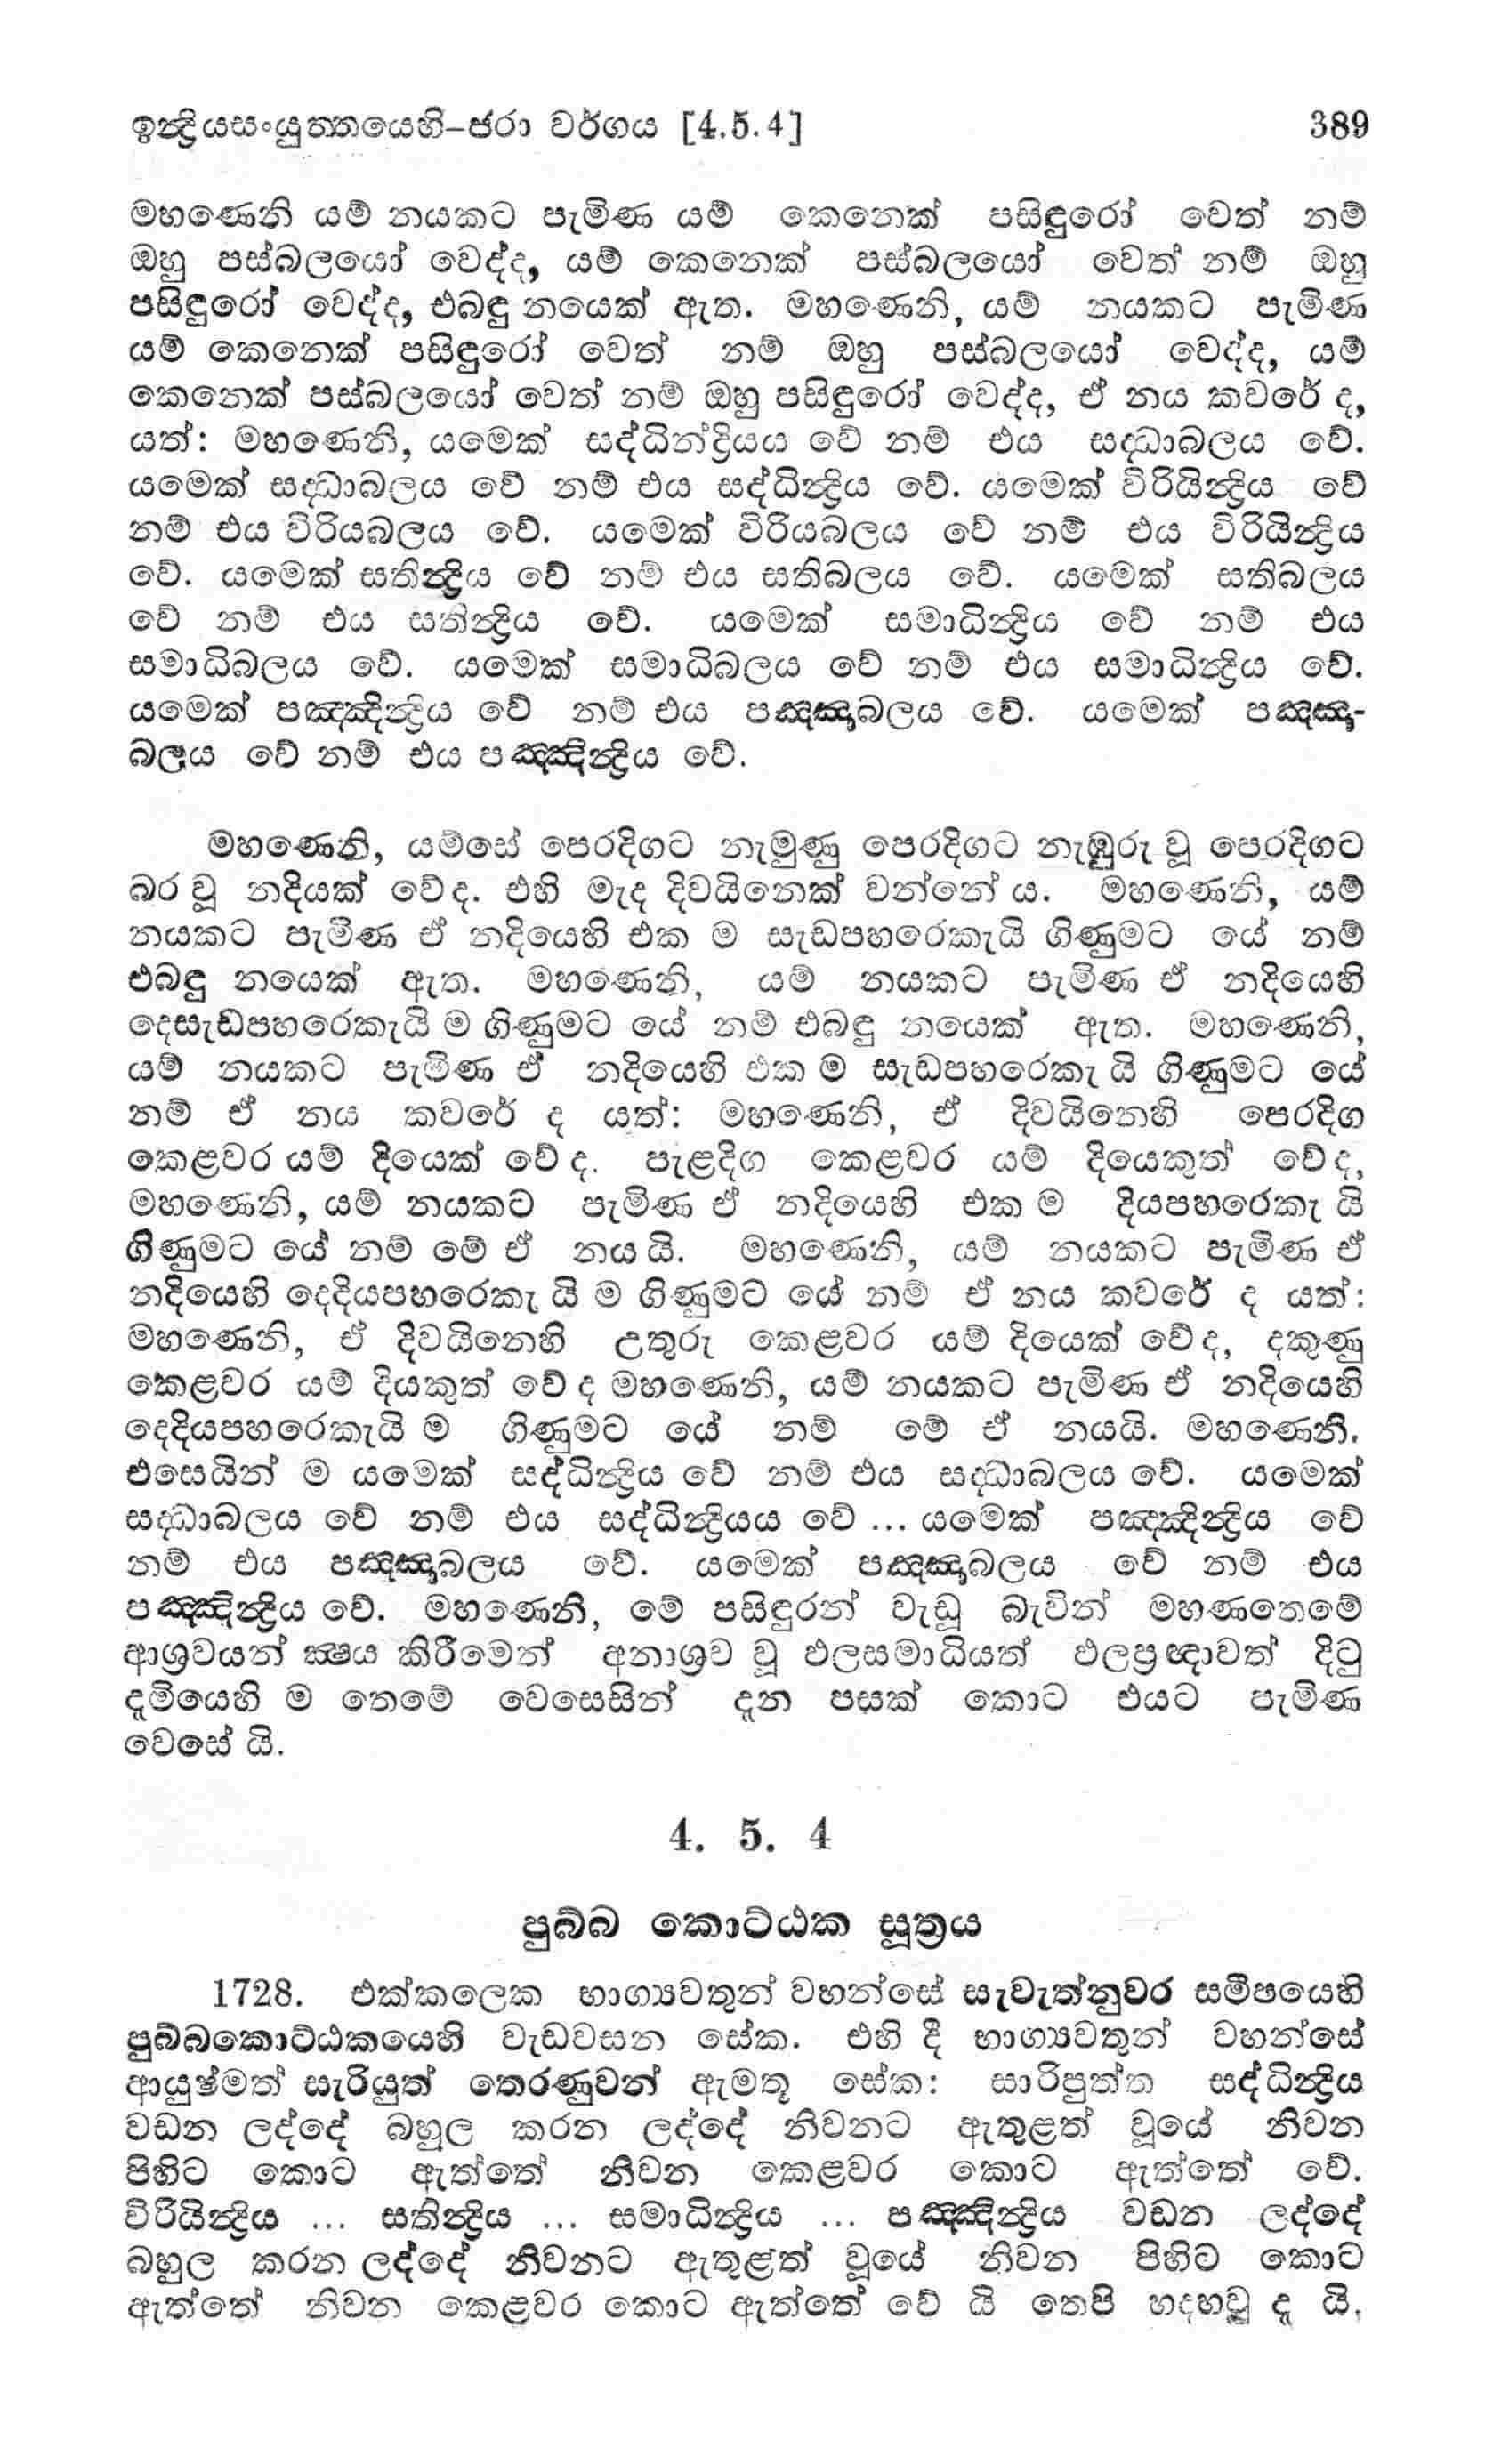 ඉන්ද්‍රියසංයුත්තයෙහි–ජරා වර්ගය [4.5.4] 389
මහණෙනි යම් නයකට පැමිණ යම් කෙනෙක් පසිඳුරෝ වෙත් නම්
ඔහු පස්බලයෝ වෙද්ද, යම් කෙනෙක් පස්බලයෝ වෙත් නම් ඔහු
පසිඳුරෝ වෙද්ද, එබඳු නයෙක් ඇත. මහණෙනි, යම් නයකට පැමිණ
යම් කෙනෙක් පසිඳුරෝ වෙත් නම් ඔහු පස්බලයෝ වෙද්ද, යම්
කෙනෙක් පස්බලයෝ වෙත් නම් ඔහු පසිඳුරෝ වෙද්ද, ඒ නය කවරේ ද,
යත්: මහණෙනි, යමෙක් සද්ධින්ද්‍රියය වේ නම් එය සද්ධාබලය වේ.
යමෙක් සද්ධාබලය වේ නම් එය සද්ධින්ද්‍රිය වේ. යමෙක් විරියින්ද්‍රිය වේ
නම් එය විරියබලය වේ. යමෙක් විරියබලය වේ නම් එය විරියින්ද්‍රිය
වේ. යමෙක් සතින්ද්‍රිය වේ නම් එය සතිබලය වේ. යමෙක් සතිබලය
වේ නම් එය සතින්ද්‍රිය වේ. යමෙක් සමාධින්ද්‍රිය වේ නම් එය
සමාධිබලය වේ. යමෙක් සමාධිබලය වේ නම් එය සමාධින්ද්‍රිය වේ.
යමෙක් පඤ්ඤින්ද්‍රිය වේ නම් එය පඤ්ඤාබලය වේ. යමෙක් පඤ්ඤා-
බලය වේ නම් එය පඤ්ඤින්ද්‍රිය වේ.
මහණෙනි, යම්සේ පෙරදිගට නැමුණු පෙරදිගට නැඹුරු වූ පෙරදිගට
බර වූ නදියක් වේද. එහි මැද දිවයිනෙක් වන්නේ ය. මහණෙනි, යම්
නයකට පැමිණ ඒ නදියෙහි එක ම සැඩපහරෙකැයි ගිණුමට යේ නම්
එබඳු නයෙක් ඇත. මහණෙනි, යම් නයකට පැමිණ ඒ නදියෙහි
දෙසැඩපහරෙකැයි ම ගිණුමට යේ නම් එබඳු නයෙක් ඇත. මහණෙනි,
යම් නයකට පැමිණ ඒ නදියෙහි එක ම සැඩපහරෙකැ යි ගිණුමට යේ
නම් ඒ නය කවරේ ද යත්: මහණෙනි, ඒ දිවයිනෙහි පෙරදිග
කෙළවර යම් දියෙක් වේ ද. පැළදිග කෙළවර යම් දියෙකුත් වේද,
මහණෙනි, යම් නයකට පැමිණ ඒ නදියෙහි එක ම දියපහරෙකැ යි
ගිණුමට යේ නම් මේ ඒ නය යි. මහණෙනි, යම් නයකට පැමිණ ඒ
නදියෙහි දෙදියපහරෙකැ යි ම ගිණුමට යේ නම් ඒ නය කවරේ ද යත්:
මහණෙනි, ඒ දිවයිනෙහි උතුරු කෙළවර යම් දියෙක් වේ ද, දකුණු
කෙළවර යම් දියකුත් වේ ද මහණෙනි, යම් නයකට පැමිණ ඒ නදියෙහි
දෙදියපහරෙකැයි ම ගිණුමට යේ නම් මේ ඒ නයයි. මහණෙනි.
එසෙයින් ම යමෙක් සද්ධින්ද්‍රිය වේ නම් එය සද්ධාබලය වේ. යමෙක්
සද්ධාබලය වේ නම් එය සද්ධින්ද්‍රියය වේ ... යමෙක් පඤ්ඤින්ද්‍රිය වේ
නම් එය පඤ්ඤාබලය වේ. යමෙක් පඤ්ඤාබලය වේ නම් එය
පඤ්ඤින්ද්‍රිය වේ. මහණෙනි, මේ පසිඳුරන් වැඩූ බැවින් මහණතෙමේ
ආශ්‍රවයන් ක්‍ෂය කිරීමෙන් අනාශ්‍රව වූ ඵලසමාධියත් ඵලප්‍රඥාවත් දිටු
දැමියෙහි ම තෙමේ වෙසෙසින් දැන පසක් කොට එයට පැමිණ
වෙසේ යි.
4. 5. 4
පුබ්බ කොට්ඨක සූත්‍රය
1728. එක්කලෙක භාග්‍යවතුන් වහන්සේ සැවැත්නුවර සමීපයෙහි
පුබ්බකොට්ඨකයෙහි වැඩවසන සේක. එහි දී භාග්‍යවතුන් වහන්සේ
ආයුෂ්මත් සැරියුත් තෙරණුවන් ඇමතූ සේක: සාරිපුත්ත සද්ධින්ද්‍රිය
වඩන ලද්දේ බහුල කරන ලද්දේ නිවනට ඇතුළත් වූයේ නිවන
පිහිට කොට ඇත්තේ නිවන කෙළවර කොට ඇත්තේ වේ.
විරියින්ද්‍රිය ... සතින්ද්‍රිය ... සමාධින්ද්‍රිය ... පඤ්ඤින්ද්‍රිය වඩන ලද්දේ
බහුල කරන ලද්දේ නිවනට ඇතුළත් වූයේ නිවන පිහිට කොට
ඇත්තේ නිවන කෙළවර කොට ඇත්තේ වේ යි තෙපි හදහවු ද යි,